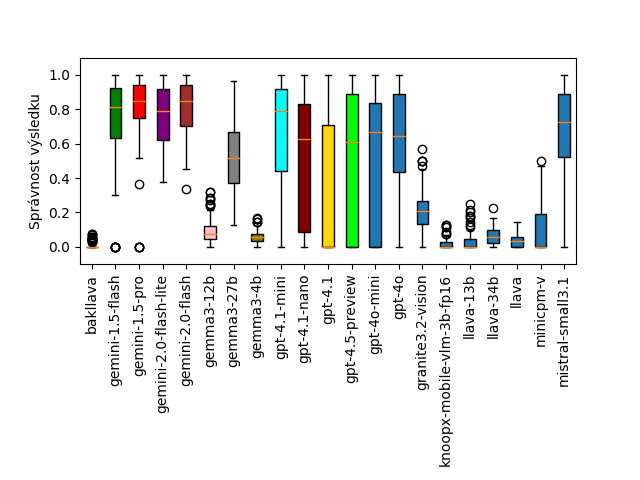 Správnost výsledku
1.0
0.8
0.6
0.4
0.2
0.0
bakllava
gemini-1.5-flash
gemini-1.5-pro
gemini-2.0-flash-lite
gemini-2.0-flash
gemma3-12b
gemma3-27b
gemma3-4b
gpt-4.1-mini
gpt-4.1-nano
gpt-4.1
gpt-4.5-preview
gpt-4o-mini
gpt-4o
granite3.2-vision
knoopx-mobile-vlm-3b-fp16
llava-13b
llava-34b
llava
minicpm-v
mistral-small3.1